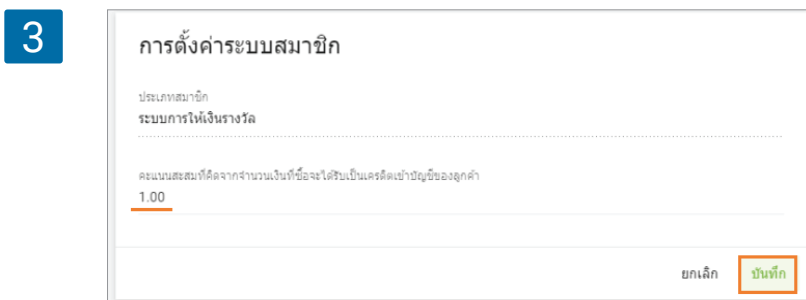 3
การตั้งค่าระบบสมาชิก
ประเภทสมาชิก
ระบบการให้เงินรางวัล
คะแนนสะสมที่คิดจากจำนวนเงินที่ซื้อจะได้รับเป็นเครดิตเข้าบัญชีของลูกค้า
1.00
ยกเลิก บันทึก